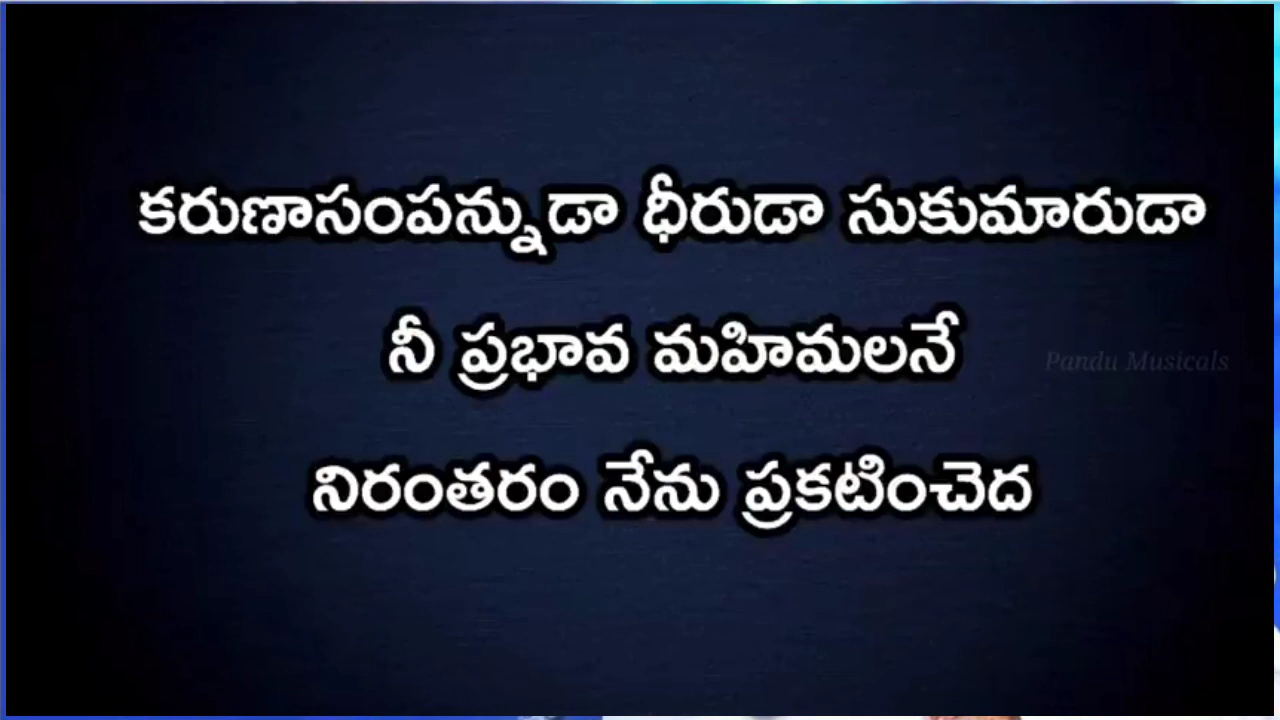 కరుణాసంపన్నుడా ధీరుడా సుకుమారుడా
నీ ప్రభావ మహిమలనే
Pandu Musicals
నిరంతరం నేను ప్రకటించెద